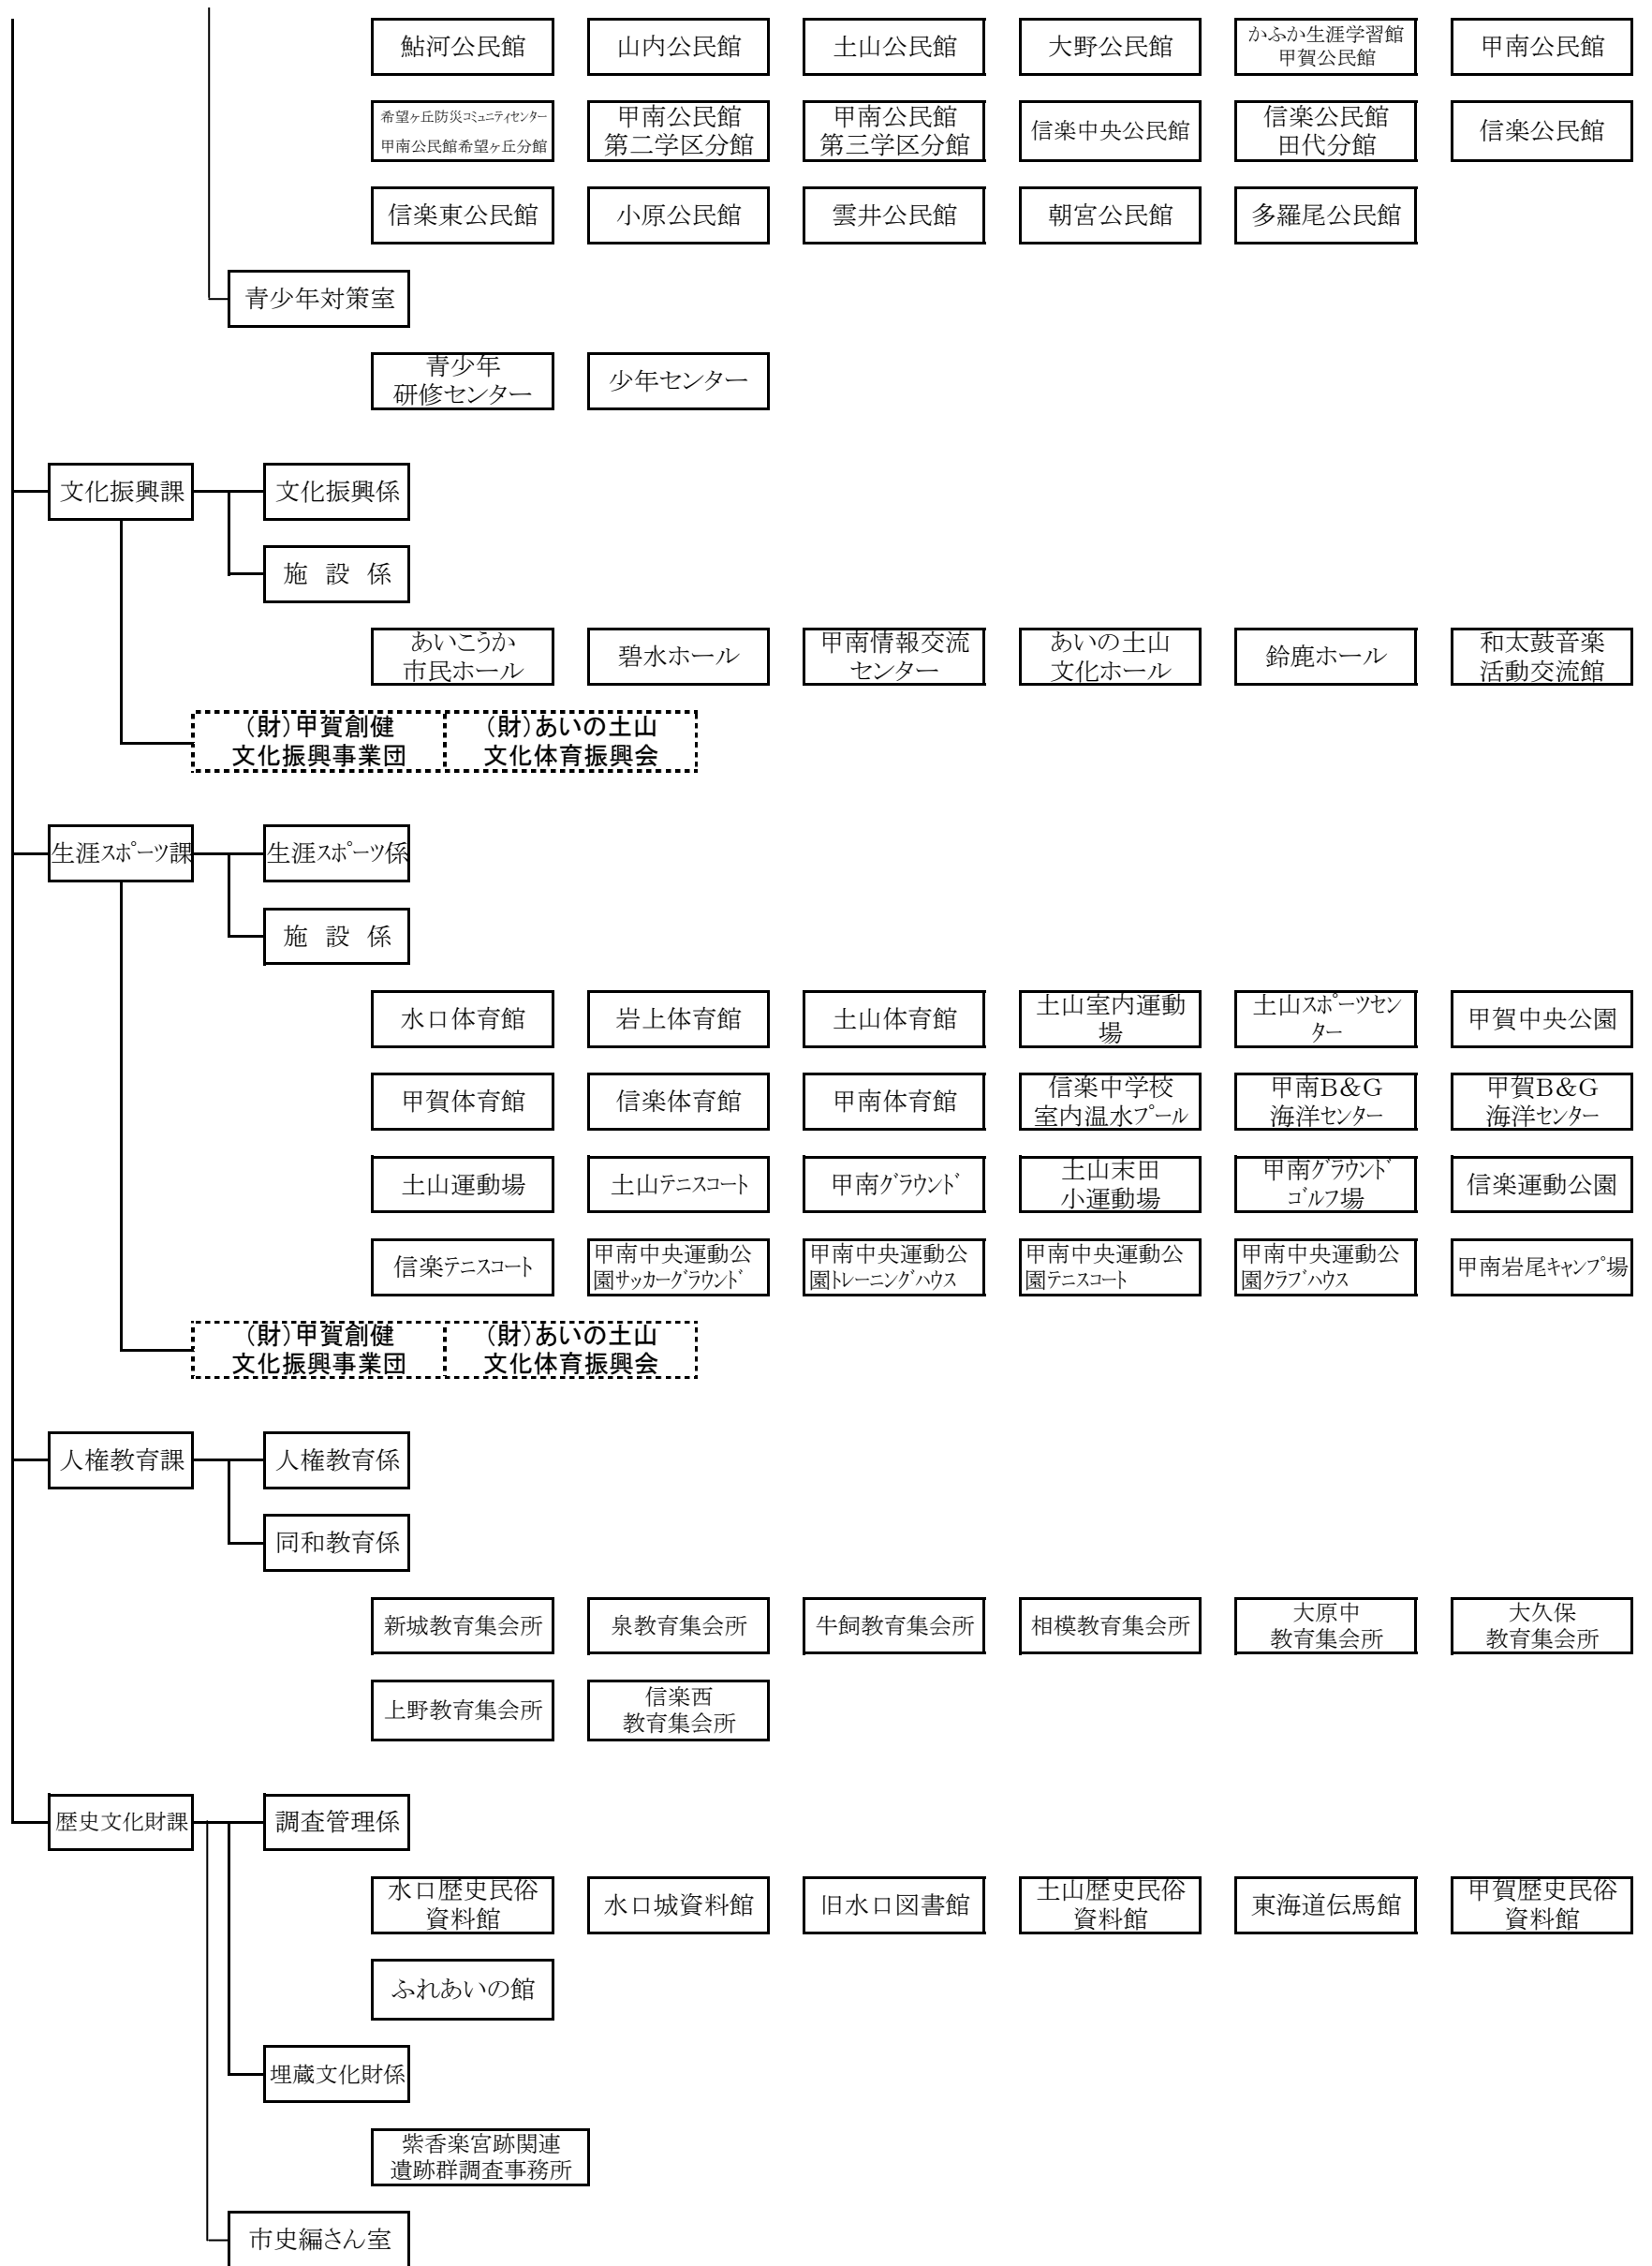 鮎河公民館
山内公民館
土山公民館
大野公民館
かふか生涯学習館
甲賀公民館
甲南公民館
希望ヶ丘防災コミュニティセンター
甲南公民館希望ヶ丘分館
甲南公民館
第二学区分館
甲南公民館
第三学区分館
信楽中央公民館
信楽公民館
田代分館
信楽公民館
信楽東公民館
小原公民館
雲井公民館
朝宮公民館
多羅尾公民館
青少年対策室
青少年
研修センター
少年センター
文化振興課
文化振興係
施 設 係
あいこうか
市民ホール
碧水ホール
甲南情報交流
センター
あいの土山
文化ホール
鈴鹿ホール
和太鼓音楽
活動交流館
（財）甲賀創健
文化振興事業団
（財）あいの土山
文化体育振興会
生涯スポーツ課
生涯スポーツ係
施 設 係
水口体育館
岩上体育館
土山体育館
土山室内運動
場
土山スポーツセン
ター
甲賀中央公園
甲賀体育館
信楽体育館
甲南体育館
信楽中学校
室内温水プール
甲南B&G
海洋センター
甲賀B&G
海洋センター
土山運動場
土山テニスコート
甲南グラウンド
土山末田
小運動場
甲南グラウンド
ゴルフ場
信楽運動公園
信楽テニスコート
甲南中央運動公
園サッカーグラウンド
甲南中央運動公
園トレーニングハウス
甲南中央運動公
園テニスコート
甲南中央運動公
園クラブハウス
甲南岩尾キャンプ場
（財）甲賀創健
文化振興事業団
（財）あいの土山
文化体育振興会
人権教育課
人権教育係
同和教育係
新城教育集会所
泉教育集会所
牛飼教育集会所
相模教育集会所
大原中
教育集会所
大久保
教育集会所
上野教育集会所
信楽西
教育集会所
歴史文化財課
調査管理係
水口歴史民俗
資料館
水口城資料館
旧水口図書館
土山歴史民俗
資料館
東海道伝馬館
甲賀歴史民俗
資料館
ふれあいの館
埋蔵文化財係
紫香楽宮跡関連
遺跡群調査事務所
市史編さん室